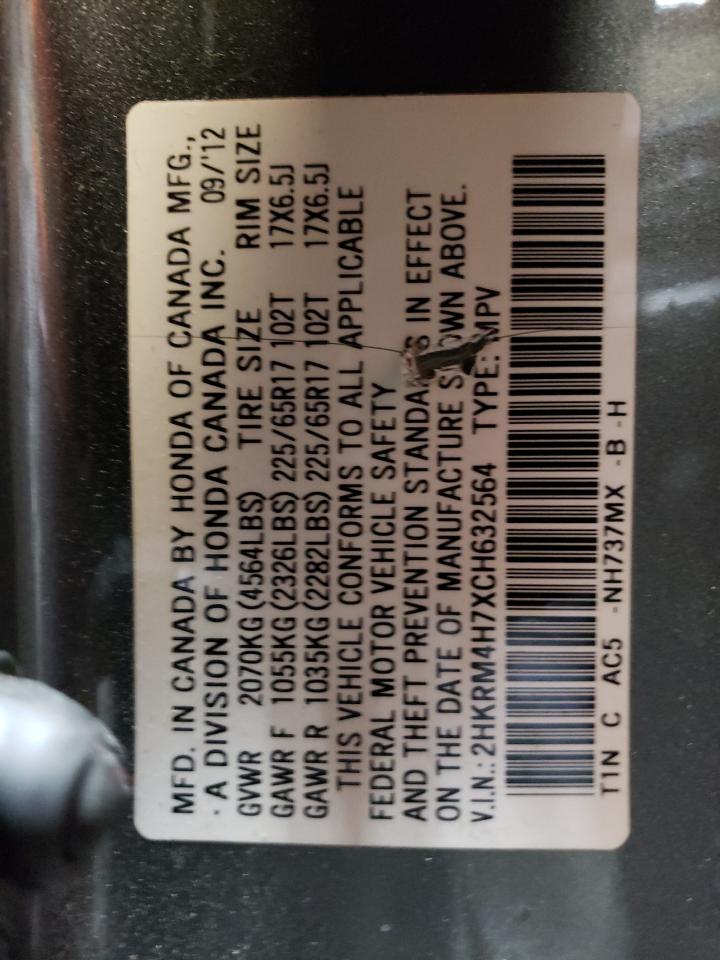 MFD. IN CANADA BY HONDA OF CANADA MFG.,
A DIVISION OF HONDA CANADA INC. 09/'12
GVWR 2070KG(4564LBS) TIRE SIZE RIM SIZE
GAWR F 1055KG(2326LBS) 225/65R17 102T 17X6.5J
GAWR R 1035KG(2282LBS) 225/65R17 102T 17X6.5J
THIS VEHICLE CONFORMS TO ALL APPLICABLE
FEDERAL MOTOR VEHICLE SAFETY
AND THEFT PREVENTION STANDA S IN EFFECT
ON THE DATE OF MANUFACTURE S OWN ABOVE.
V.I.N.: 2HKRM4H7XCH632564 TYPE: MPV
T1N C AC5 -NH737MX -B -H